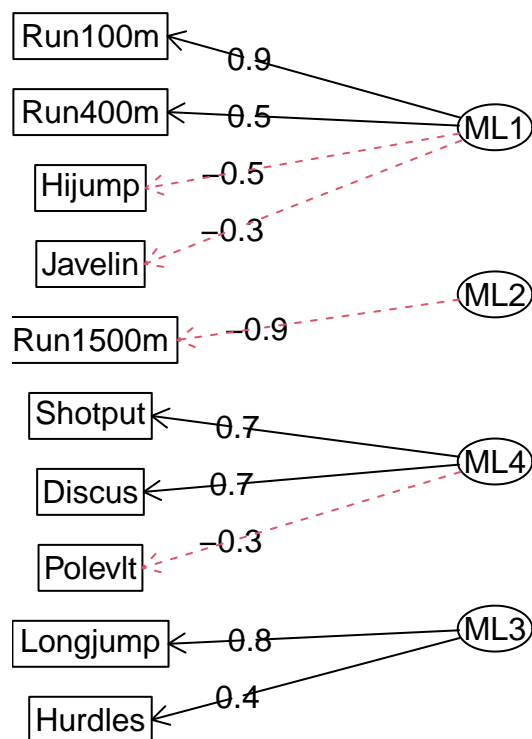 Run100m
0.9
Run400m
0.5
ML1
Hijump
−0.5
Javelin
−0.3
ML2
Run1500m
−0.9
Shotput
0.7
ML4
Discus
0.7
Polevlt
−0.3
Longjump
0.8
ML3
Hurdles
0.4